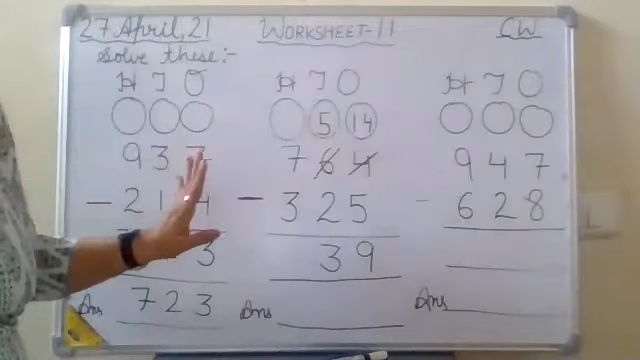 27 April, 21 WORKSHEET-11 CW
Solve these:-
H T O H T O H T O
5 14
9 3 7 7 6 4 9 4 7
- 2 1 4 - 3 2 5 - 6 2 8
3 3 9
Ans 7 2 3 Ans Ans